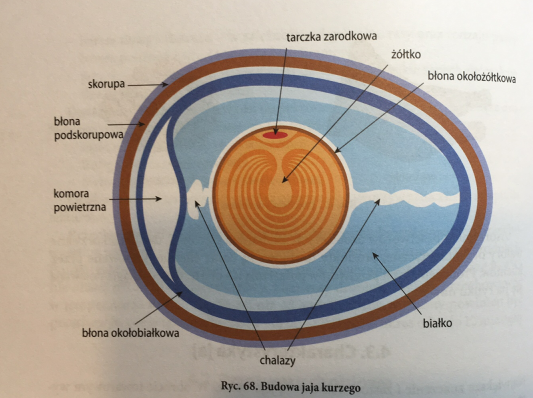 tarczka zarodkowa
żółtko
skorupa
błona okołożółtkowa
błona
podskorupowa
komora
powietrzna
błona okołobiałkowa
białko
chalazy
Ryc. 68. Budowa jaja kurzego